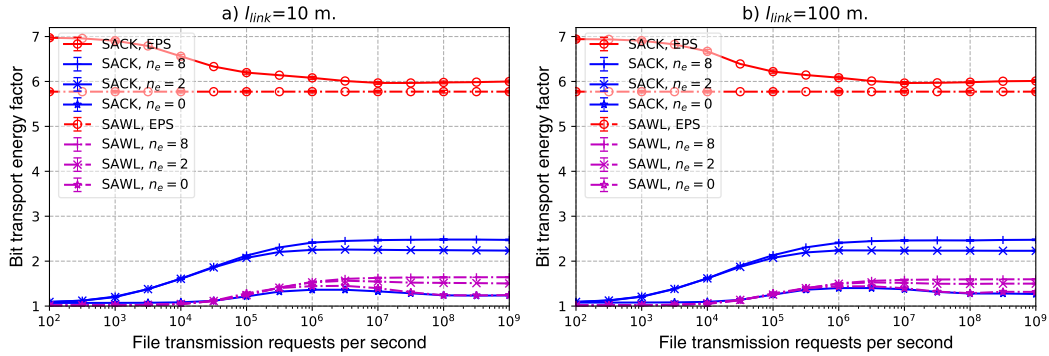 a) l_link=10 m.
7
6
5
4
3
2
1
Bit transport energy factor
SACK, EPS
SACK, n_e = 8
SACK, n_e = 2
SACK, n_e = 0
SAWL, EPS
SAWL, n_e = 8
SAWL, n_e = 2
SAWL, n_e = 0
10^2 10^3 10^4 10^5 10^6 10^7 10^8 10^9
File transmission requests per second
b) l_link=100 m.
7
6
5
4
3
2
1
Bit transport energy factor
SACK, EPS
SACK, n_e = 8
SACK, n_e = 2
SACK, n_e = 0
SAWL, EPS
SAWL, n_e = 8
SAWL, n_e = 2
SAWL, n_e = 0
10^2 10^3 10^4 10^5 10^6 10^7 10^8 10^9
File transmission requests per second